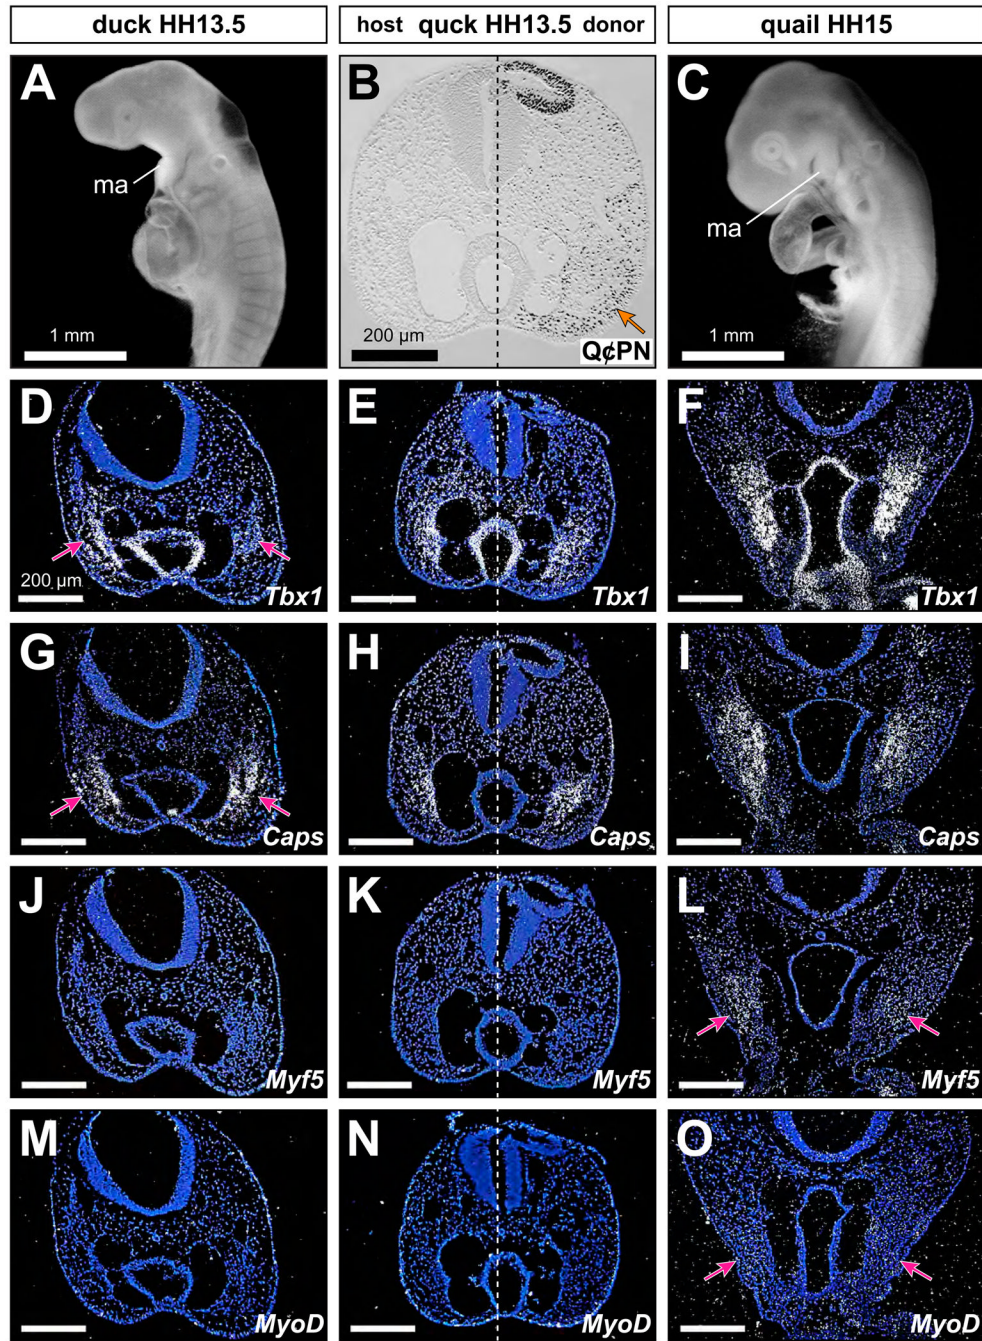 duck HH13.5
host quck HH13.5 donor
quail HH15
A
ma
1 mm
B
200 µm
Q¢PN
C
ma
1 mm
D
200 µm
Tbx1
E
Tbx1
F
Tbx1
G
Caps
H
Caps
I
Caps
J
Myf5
K
Myf5
L
Myf5
M
MyoD
N
MyoD
O
MyoD